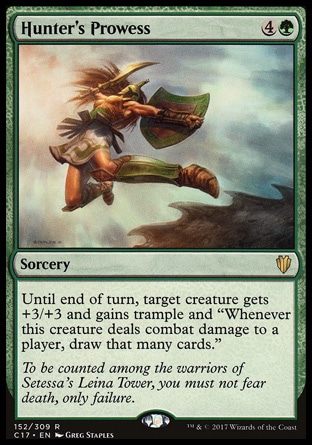 Hunter's Prowess 4
Sorcery
Until end of turn, target creature gets
+3/+3 and gains trample and “Whenever
this creature deals combat damage to a
player, draw that many cards.”
To be counted among the warriors of
Setessa's Leina Tower, you must not fear
death, only failure.
152/309 R
C17 • EN GREG STAPLES
™ & © 2017 Wizards of the Coast